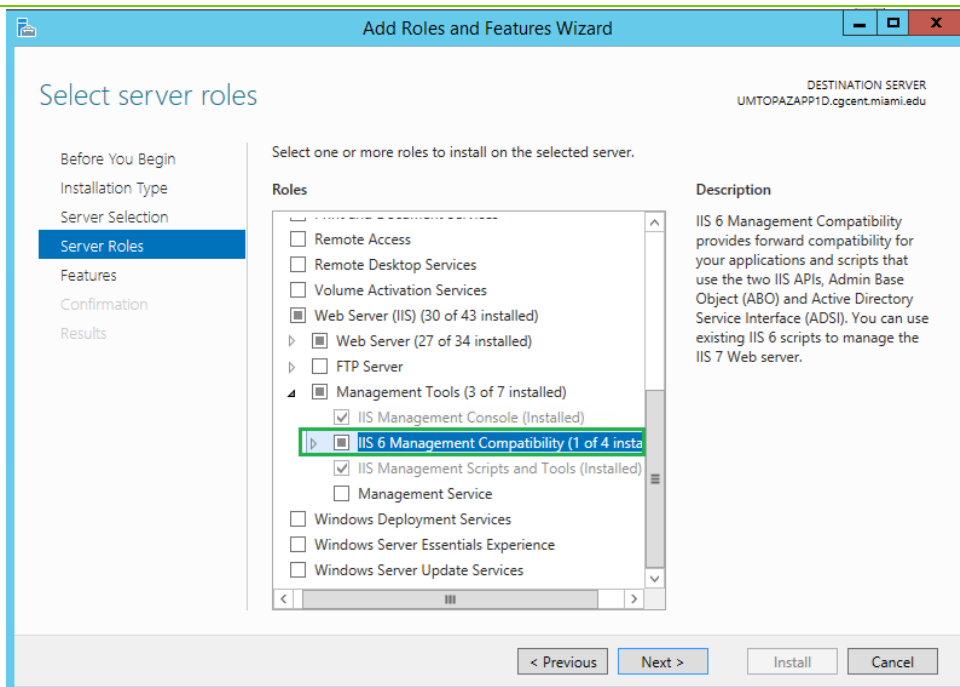 Add Roles and Features Wizard
Select server roles
DESTINATION SERVER
UMTOPAZAPP1D.cgcent.miami.edu
Before You Begin
Installation Type
Server Selection
Server Roles
Features
Confirmation
Results
Select one or more roles to install on the selected server.
Roles
Remote Access
Remote Desktop Services
Volume Activation Services
Web Server (IIS) (30 of 43 installed)
Web Server (27 of 34 installed)
FTP Server
Management Tools (3 of 7 installed)
IIS Management Console (Installed)
IIS 6 Management Compatibility (1 of 4 insta
IIS Management Scripts and Tools (Installed)
Management Service
Windows Deployment Services
Windows Server Essentials Experience
Windows Server Update Services
Description
IIS 6 Management Compatibility
provides forward compatibility for
your applications and scripts that
use the two IIS APIs, Admin Base
Object (ABO) and Active Directory
Service Interface (ADSI). You can use
existing IIS 6 scripts to manage the
IIS 7 Web server.
< Previous
Next >
Install
Cancel